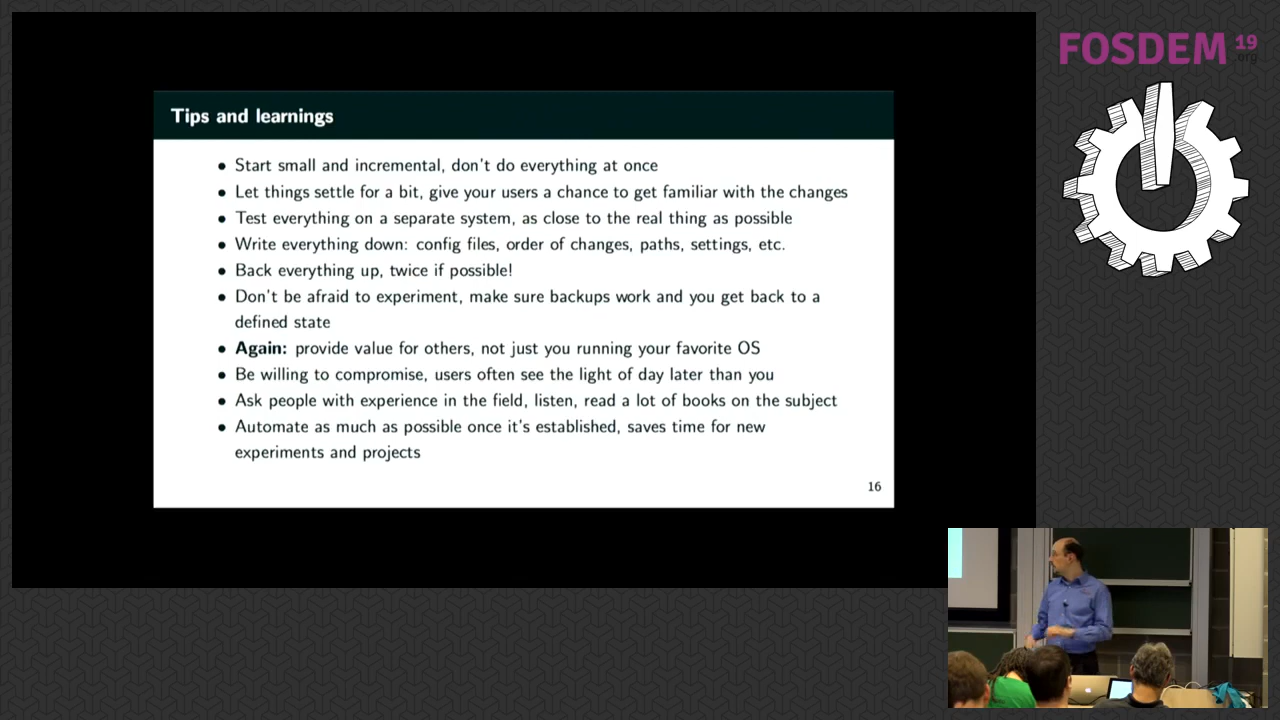 FOSDEM 19
.org
Tips and learnings
• Start small and incremental, don't do everything at once
• Let things settle for a bit, give your users a chance to get familiar with the changes
• Test everything on a separate system, as close to the real thing as possible
• Write everything down: config files, order of changes, paths, settings, etc.
• Back everything up, twice if possible!
• Don't be afraid to experiment, make sure backups work and you get back to a
defined state
• Again: provide value for others, not just you running your favorite OS
• Be willing to compromise, users often see the light of day later than you
• Ask people with experience in the field, listen, read a lot of books on the subject
• Automate as much as possible once it's established, saves time for new
experiments and projects
16